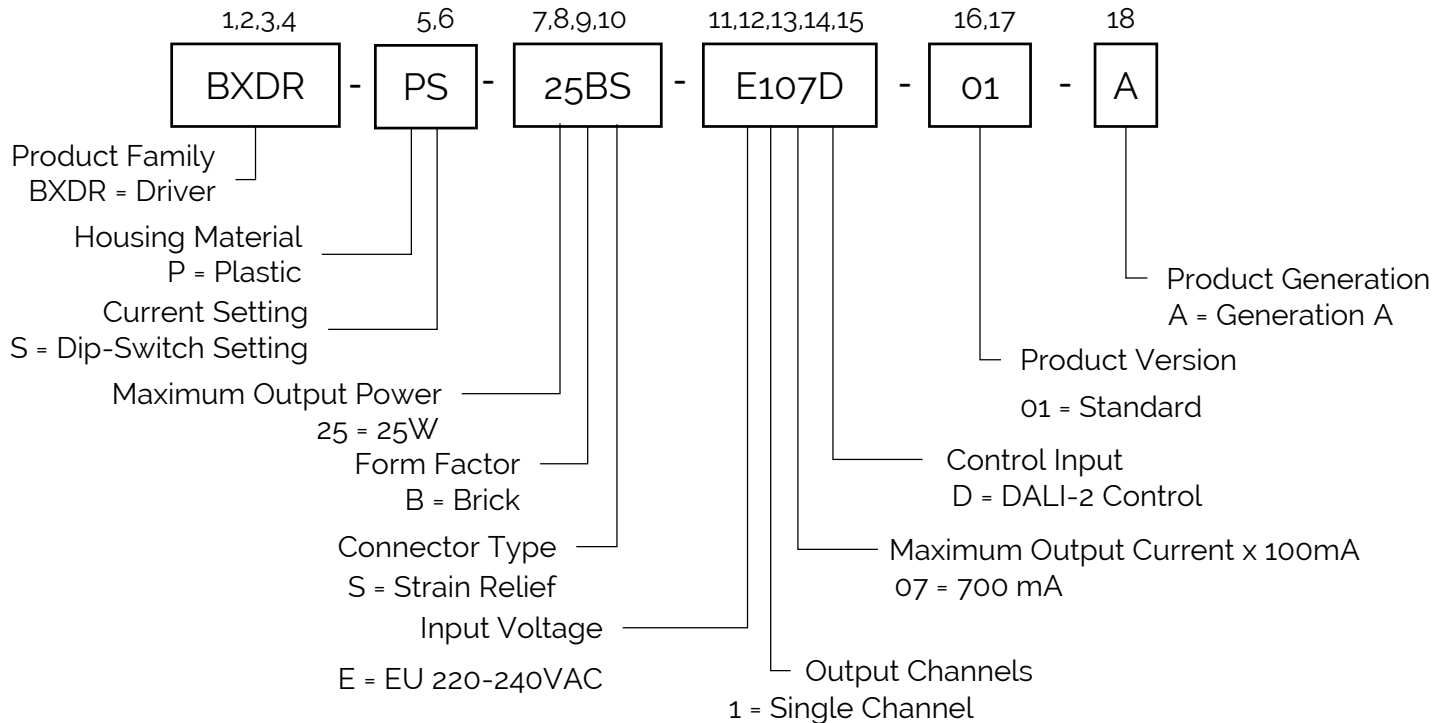 1,2,3,4 5,6 7,8,9,10 11,12,13,14,15 16,17 18
BXDR - PS - 25BS - E107D - 01 - A
Product Family
BXDR = Driver
Housing Material
P = Plastic
Current Setting
S = Dip-Switch Setting
Maximum Output Power
25 = 25W
Form Factor
B = Brick
Connector Type
S = Strain Relief
Input Voltage
E = EU 220-240VAC
Output Channels
1 = Single Channel
Maximum Output Current x 100mA
07 = 700 mA
Control Input
D = DALI-2 Control
Product Version
01 = Standard
Product Generation
A = Generation A